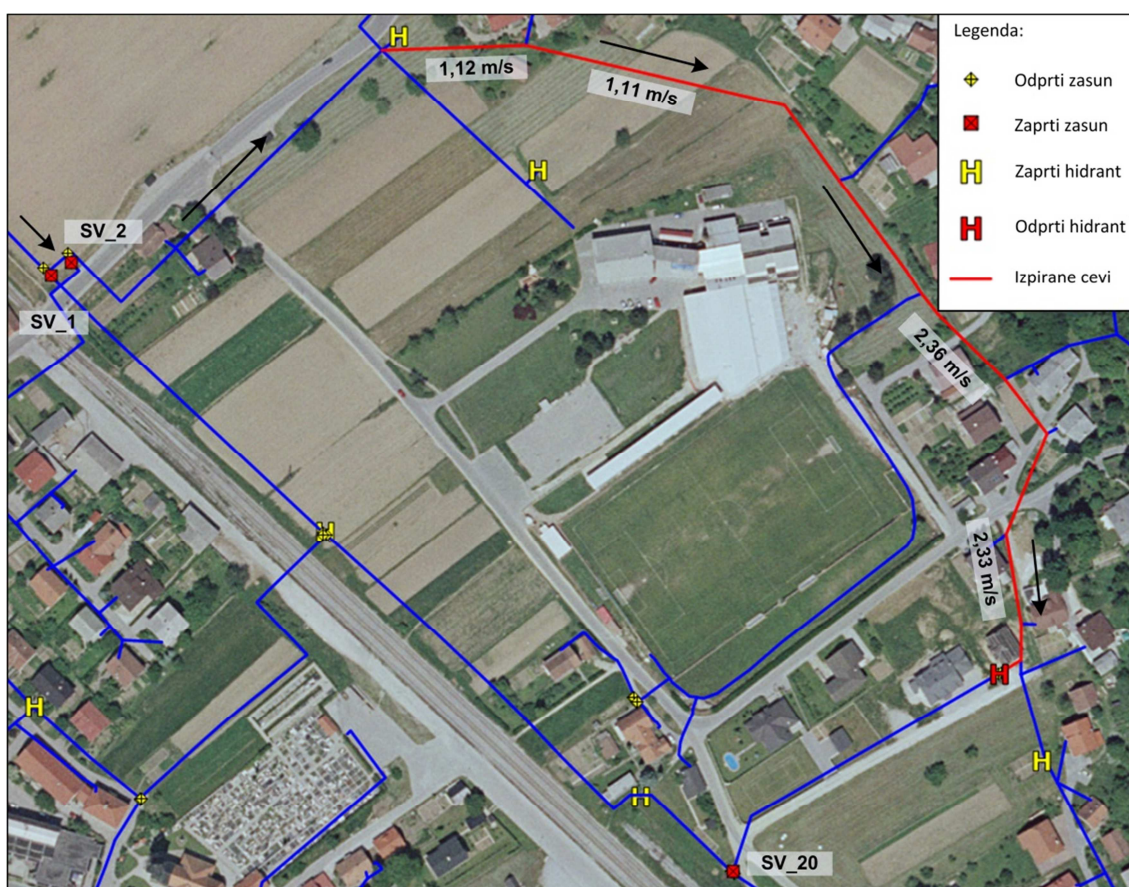 Legenda:
Odprti zasun
Zaprti zasun
H Zaprti hidrant
H Odprti hidrant
Izpirane cevi
H
1,12 m/s
1,11 m/s
H
SV_2
SV_1
2,36 m/s
H
2,33 m/s
H
H
H
H
SV_20